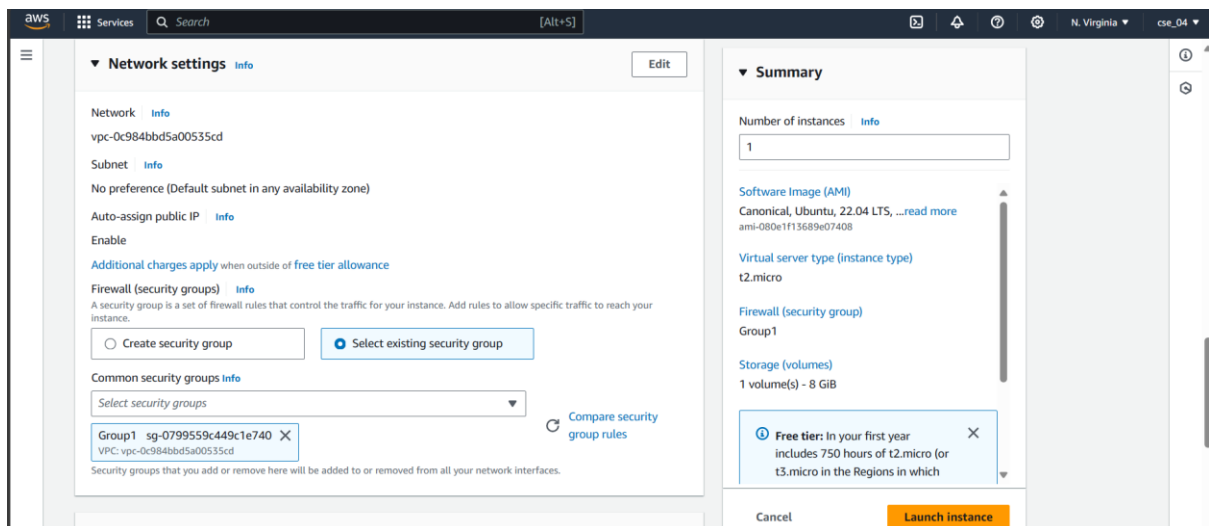 aws
Services
Search
[Alt+S]
N. Virginia
cse_04
Network settings Info
Edit
Network Info
vpc-0c984bbd5a00535cd
Subnet Info
No preference (Default subnet in any availability zone)
Auto-assign public IP Info
Enable
Additional charges apply when outside of free tier allowance
Firewall (security groups) Info
A security group is a set of firewall rules that control the traffic for your instance. Add rules to allow specific traffic to reach your
instance.
Create security group
Select existing security group
Common security groups Info
Select security groups
Compare security
group rules
Group1 sg-0799559c449c1e740
VPC: vpc-0c984bbd5a00535cd
Security groups that you add or remove here will be added to or removed from all your network interfaces.
Summary
Number of instances Info
1
Software Image (AMI)
Canonical, Ubuntu, 22.04 LTS, ...read more
ami-080e1f13689e07408
Virtual server type (instance type)
t2.micro
Firewall (security group)
Group1
Storage (volumes)
1 volume(s) - 8 GiB
Free tier: In your first year
includes 750 hours of t2.micro (or
t3.micro in the Regions in which
Cancel
Launch instance